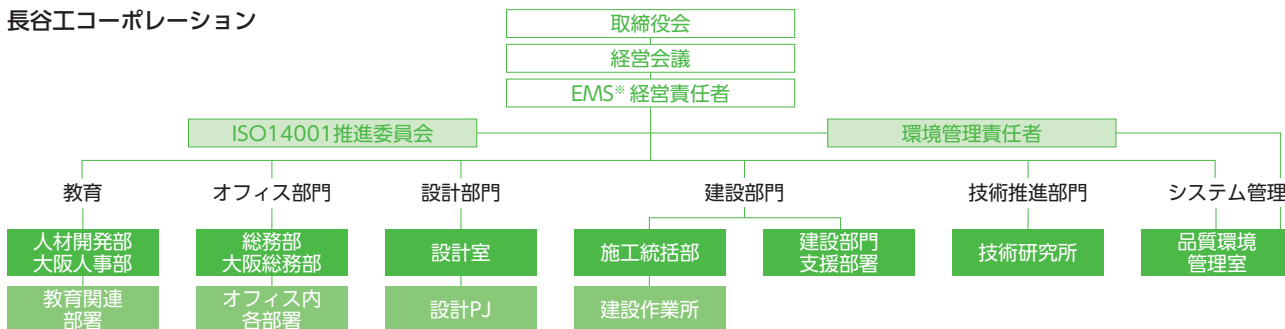 長谷工コーポレーション
取締役会
経営会議
EMS※ 経営責任者
ISO14001推進委員会
環境管理責任者
教育
オフィス部門
設計部門
建設部門
技術推進部門
システム管理
人材開発部
大阪人事部
総務部
大阪総務部
設計室
施工統括部
建設部門
支援部署
技術研究所
品質環境
管理室
教育関連
部署
オフィス内
各部署
設計PJ
建設作業所